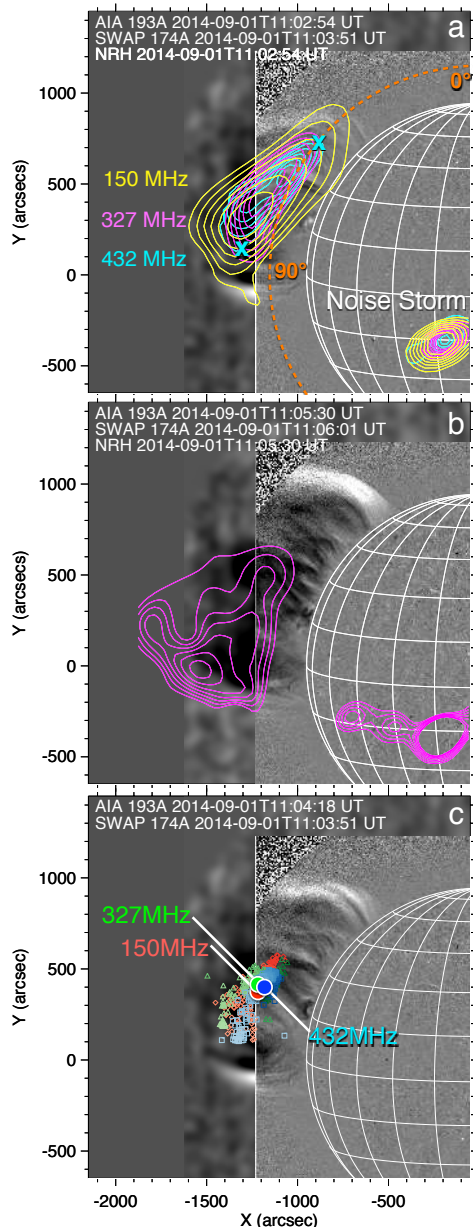 AIA 193A 2014-09-01T11:02:54 UT
a
SWAP 174A 2014-09-01T11:03:51 UT
NRH 2014-09-01T11:02:54 UT
0°
1000
150 MHz
x
500
327 MHz
432 MHz
x
90°
0
Noise Storm
-500
Y (arcsecs)
AIA 193A 2014-09-01T11:05:30 UT
b
SWAP 174A 2014-09-01T11:06:01 UT
NRH 2014-09-01T11:05:30 UT
1000
500
0
-500
Y (arcsecs)
AIA 193A 2014-09-01T11:04:18 UT
c
SWAP 174A 2014-09-01T11:03:51 UT
1000
327MHz
150MHz
500
432MHz
0
-500
Y (arcsecs)
-2000 -1500 -1000 -500
X (arcsec)